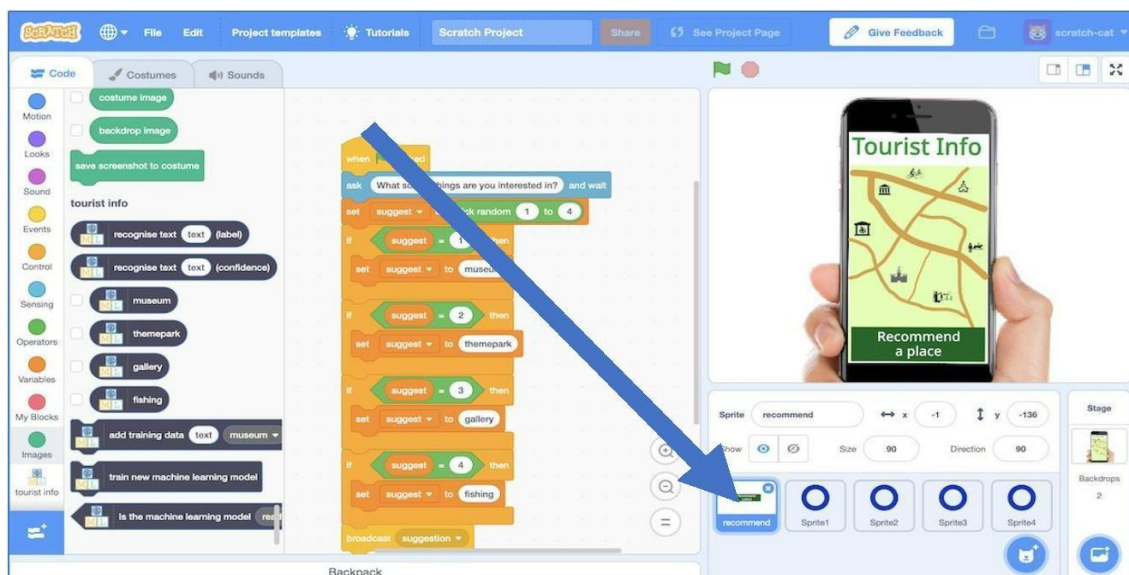 SCRATCH File Edit Project templates Tutorials Scratch Project Share See Project Page Give Feedback scratch-cat
Code Costumes Sounds
Motion
Looks
Sound
Events
Control
Sensing
Operators
Variables
My Blocks
Images
tourist info
costume image
backdrop image
save screenshot to costume
tourist info
recognise text text (label)
recognise text text (confidence)
museum
themepark
gallery
fishing
add training data text museum
train new machine learning model
Is the machine learning model
when
ask What things are you interested in? and wait
set suggest random 1 to 4
if suggest = 1 then
set suggest to
if suggest = 2 then
set suggest to themepark
if suggest = 3 then
set suggest to gallery
if suggest = 4 then
set suggest to fishing
broadcast suggestion
Backpack
Tourist Info
Recommend
a place
Sprite recommend x -1 y -136
Size 90 Direction 90
recommend Sprite1 Sprite2 Sprite3 Sprite4
Stage
Backdrops
2